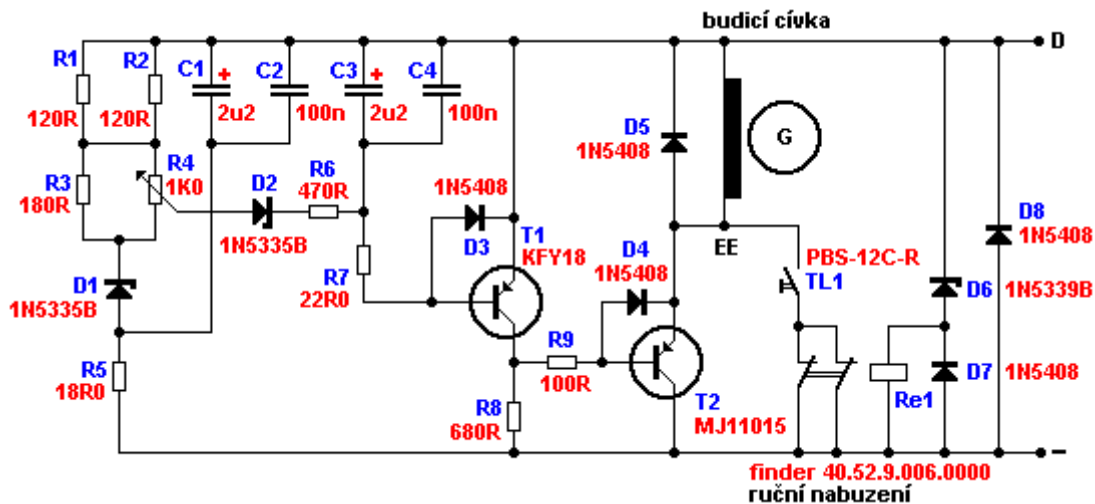 budicí cívka
D
R1
120R
R2
120R
C1
+
2u2
C2
100n
C3
+
2u2
C4
100n
R3
180R
R4
1K0
D2
1N5335B
R6
470R
1N5408
D3
T1
KFY18
D5
1N5408
G
EE
D8
1N5408
D1
1N5335B
R7
22R0
D4
1N5408
PBS-12C-R
TL1
D6
1N5339B
R5
18R0
R9
100R
R8
680R
T2
MJ11015
Re1
D7
1N5408
–
finder 40.52.9.006.0000
ruční nabuzení